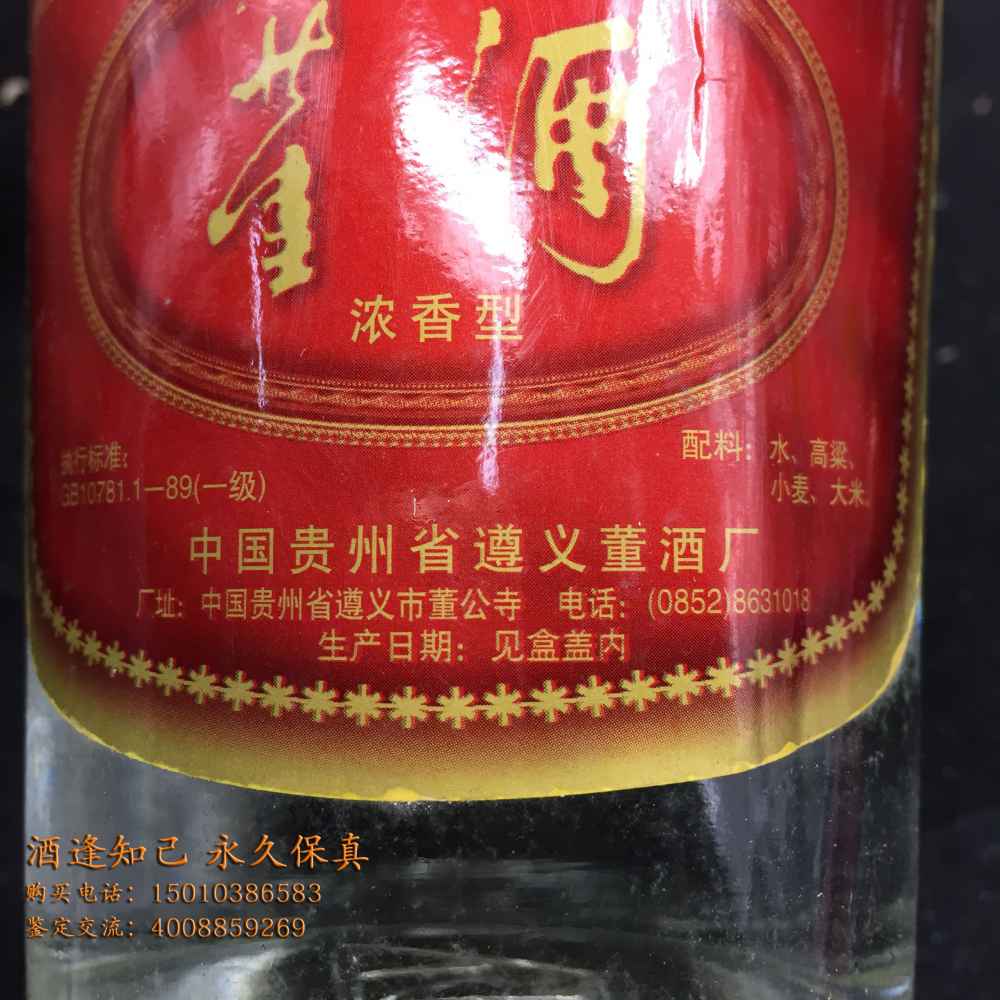 董酒
浓香型
执行标准：
GB10781.1—89(一级)
配料：水、高粱、
小麦、大米
中国贵州省遵义董酒厂
厂址：中国贵州省遵义市董公寺 电话：(0852)8631018
生产日期：见盒盖内
酒逢知己 永久保真
购买电话：15010386583
鉴定交流：4008859269